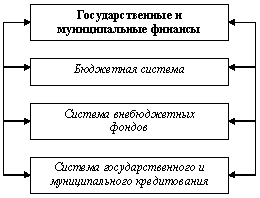 Государственные и
муниципальные финансы
Бюджетная система
Система внебюджетных
фондов
Система государственного и
муниципального кредитования